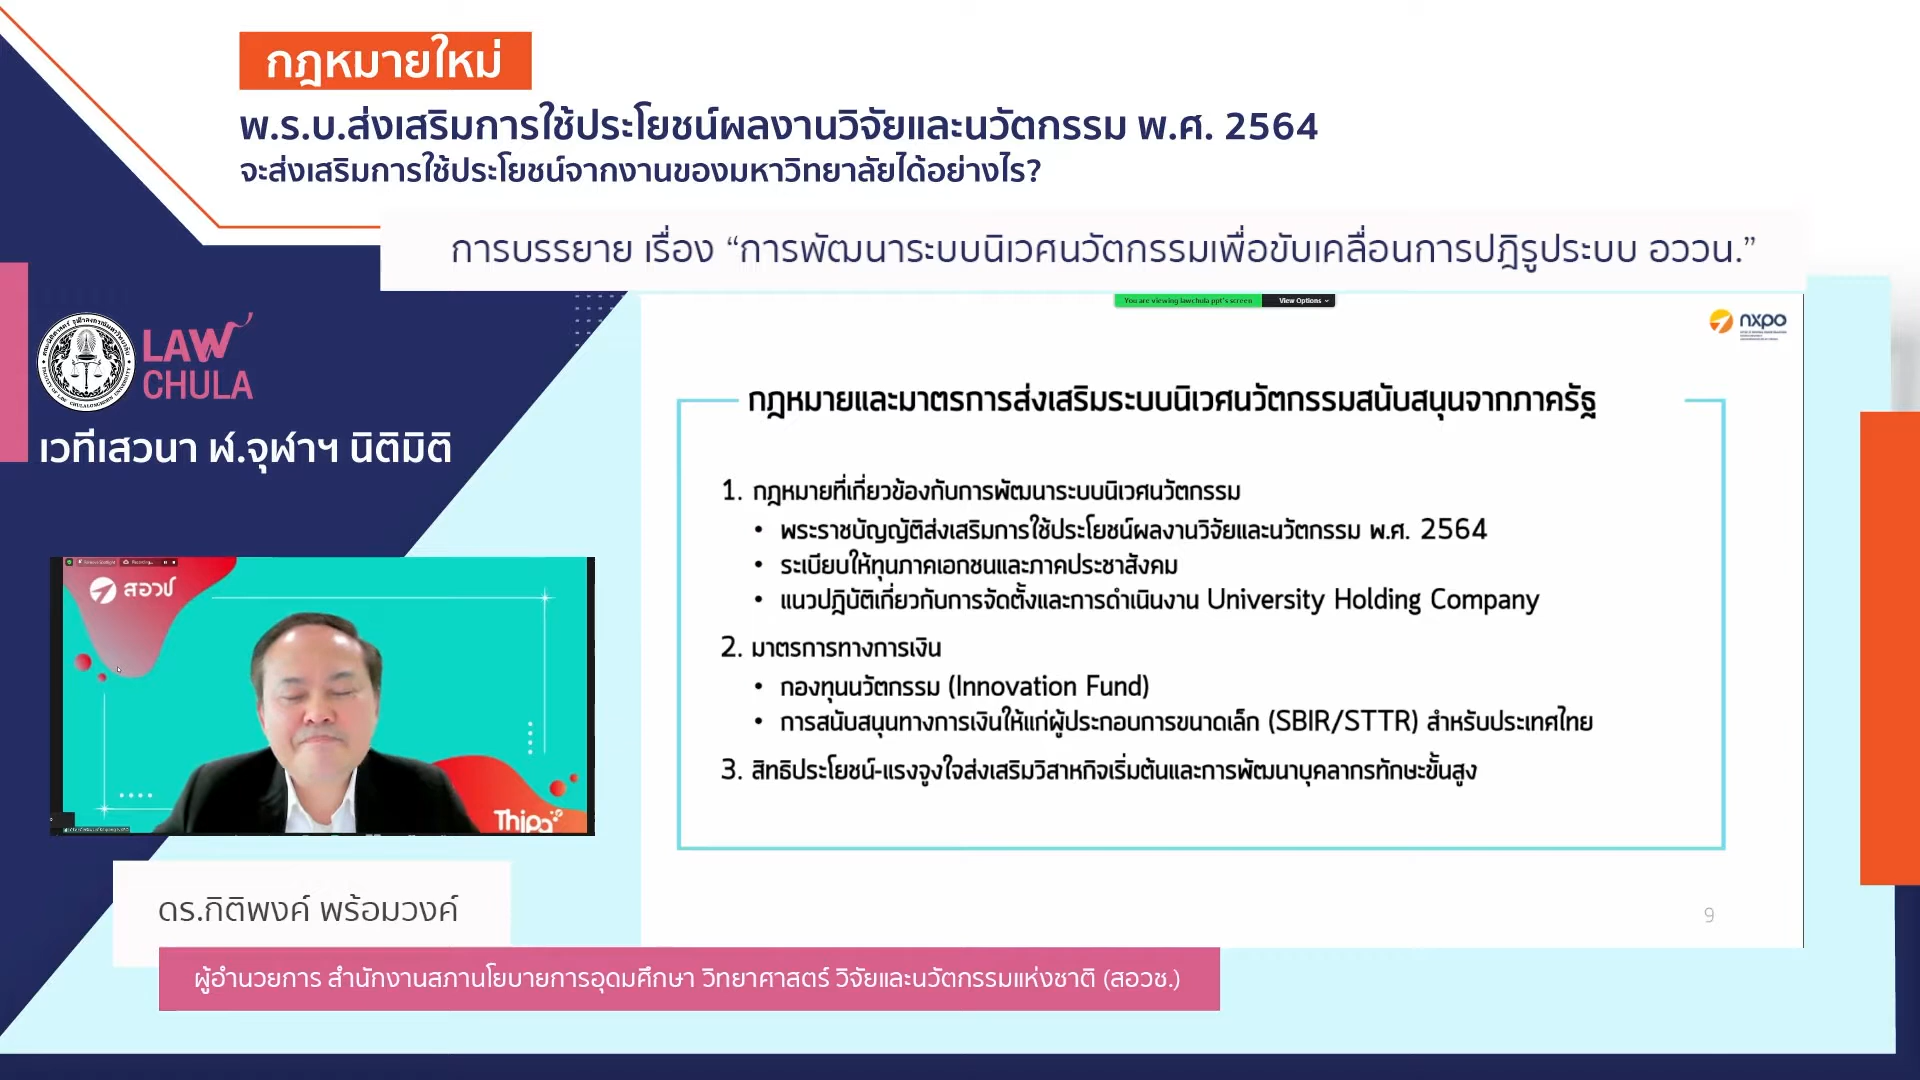 กฎหมายใหม่
พ.ร.บ.ส่งเสริมการใช้ประโยชน์ผลงานวิจัยและนวัตกรรม พ.ศ. 2564
จะส่งเสริมการใช้ประโยชน์จากงานของมหาวิทยาลัยได้อย่างไร?
การบรรยาย เรื่อง “การพัฒนาระบบนิเวศนวัตกรรมเพื่อขับเคลื่อนการปฎิรูประบบ อววน.”
You are viewing lawchula ppt's screen
View Options
nxpo
LAW
CHULA
เวทีเสวนา ฬ.จุฬาฯ นิติมิติ
กฎหมายและมาตรการส่งเสริมระบบนิเวศนวัตกรรมสนับสนุนจากภาครัฐ
1. กฎหมายที่เกี่ยวข้องกับการพัฒนาระบบนิเวศนวัตกรรม
• พระราชบัญญัติส่งเสริมการใช้ประโยชน์ผลงานวิจัยและนวัตกรรม พ.ศ. 2564
• ระเบียบให้ทุนภาคเอกชนและภาคประชาสังคม
• แนวปฎิบัติเกี่ยวกับการจัดตั้งและการดำเนินงาน University Holding Company
2. มาตรการทางการเงิน
• กองทุนนวัตกรรม (Innovation Fund)
• การสนับสนุนทางการเงินให้แก่ผู้ประกอบการขนาดเล็ก (SBIR/STTR) สำหรับประเทศไทย
3. สิทธิประโยชน์-แรงจูงใจส่งเสริมวิสาหกิจเริ่มต้นและการพัฒนาบุคลากรทักษะขั้นสูง
9
สอวช
Thipa
ดร.กิติพงค์ พร้อมวงค์
ผู้อำนวยการ สำนักงานสภานโยบายการอุดมศึกษา วิทยาศาสตร์ วิจัยและนวัตกรรมแห่งชาติ (สอวช.)